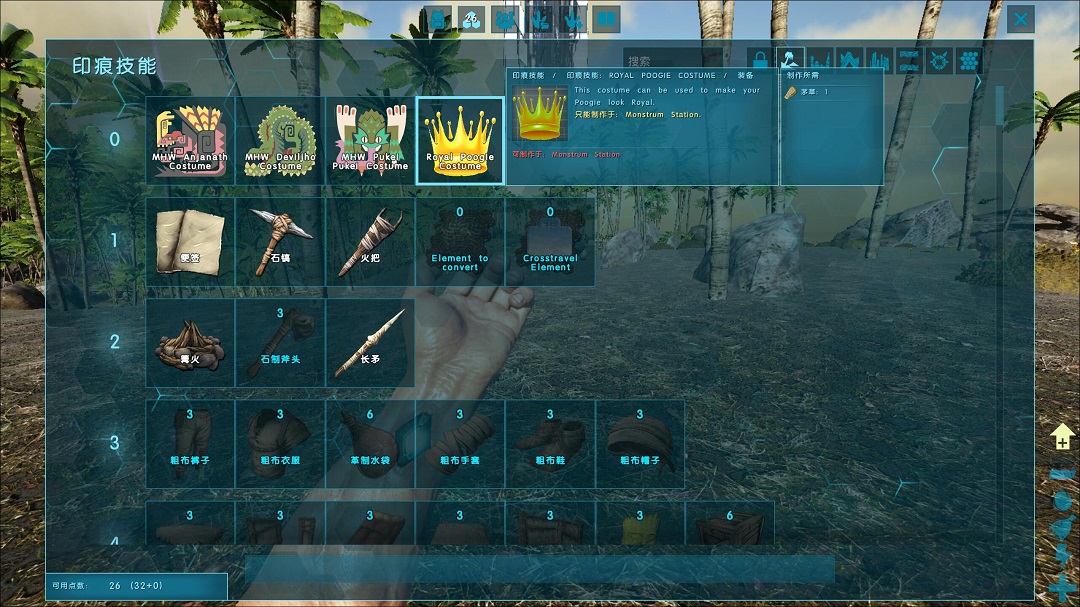 26
印痕技能
搜索
印痕技能 / 印痕技能: ROYAL POOGIE COSTUME / 装备
This costume can be used to make your
Poogie look Royal.
只能制作于: Monstrum Station.
可制作于: Monstrum Station
制作所需
茅草: 1
0
MHW Anjanath
Costume
MHW Deviljho
Costume
MHW Pukei
Pukei Costume
Royal Poogie
Costume
1
便签
石镐
火把
0
Element to
convert
0
Crosstravel
Element
2
篝火
3
石制斧头
长矛
3
3
粗布裤子
3
粗布衣服
6
革制水袋
3
粗布手套
3
粗布鞋
3
粗布帽子
4
3
3
3
3
3
3
6
可用点数: 26 (32+0)